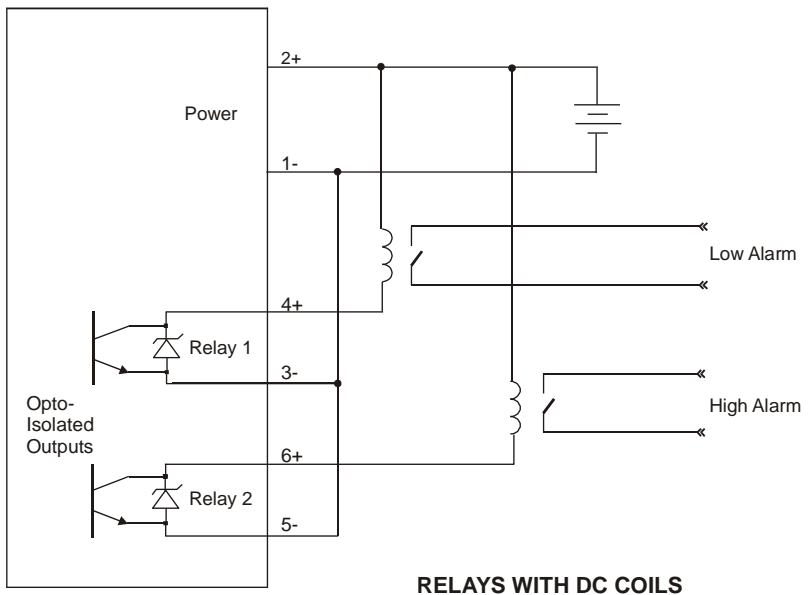 2+
Power
1-
Low Alarm
4+
Relay 1
3-
High Alarm
Opto-
Isolated
Outputs
6+
Relay 2
5-
RELAYS WITH DC COILS